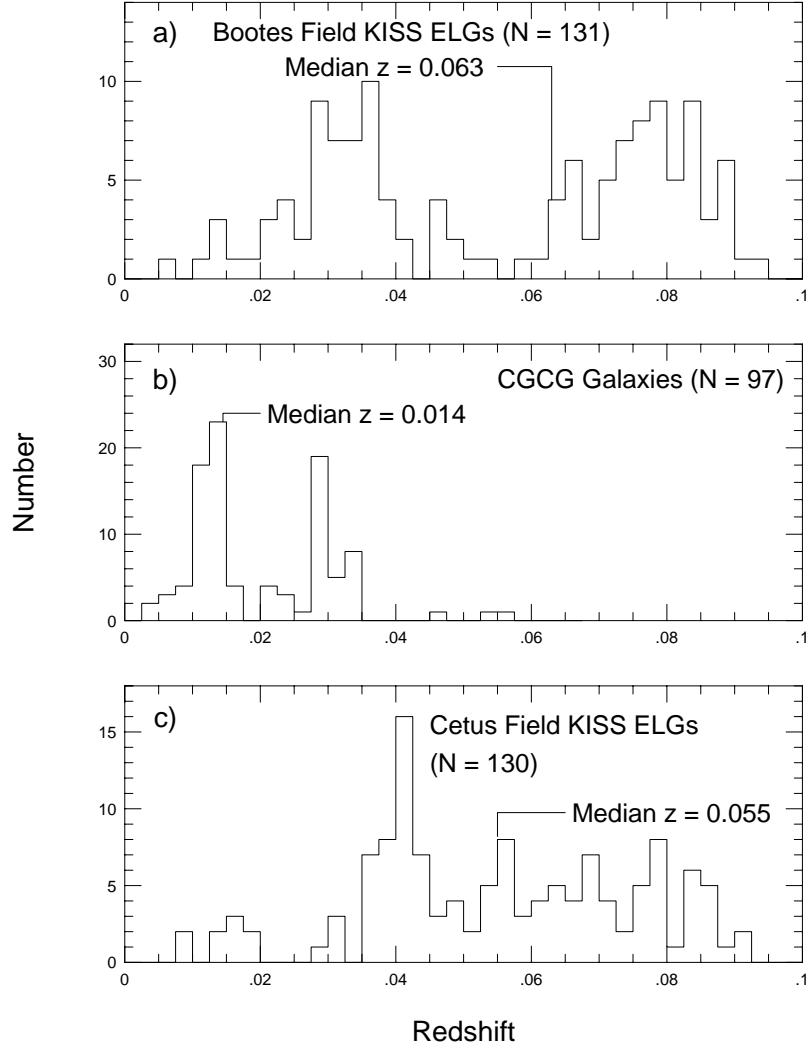 a)
Bootes Field KISS ELGs (N = 131)
Median z = 0.063
10
5
0
0
.02
.04
.06
.08
.1
b)
CGCG Galaxies (N = 97)
Median z = 0.014
30
20
10
0
0
.02
.04
.06
.08
.1
Number
c)
Cetus Field KISS ELGs
(N = 130)
Median z = 0.055
15
10
5
0
0
.02
.04
.06
.08
.1
Redshift